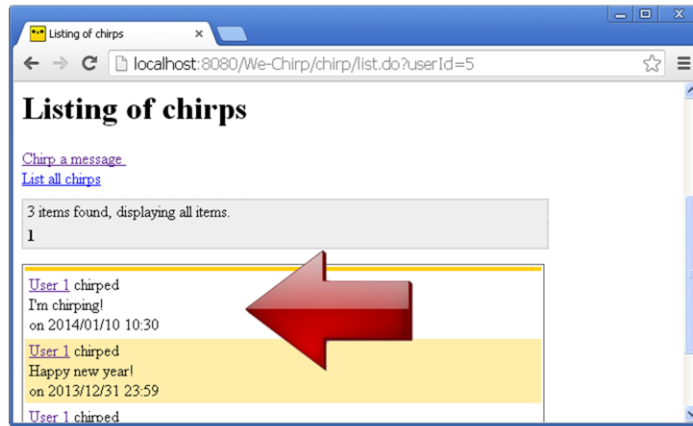 Listing of chirps
localhost:8080/We-Chirp/chirp/list.do?userId=5
Listing of chirps
Chirp a message
List all chirps
3 items found, displaying all items.
1
User 1 chirped
I'm chirping!
on 2014/01/10 10:30
User 1 chirped
Happy new year!
on 2013/12/31 23:59
User 1 chirped